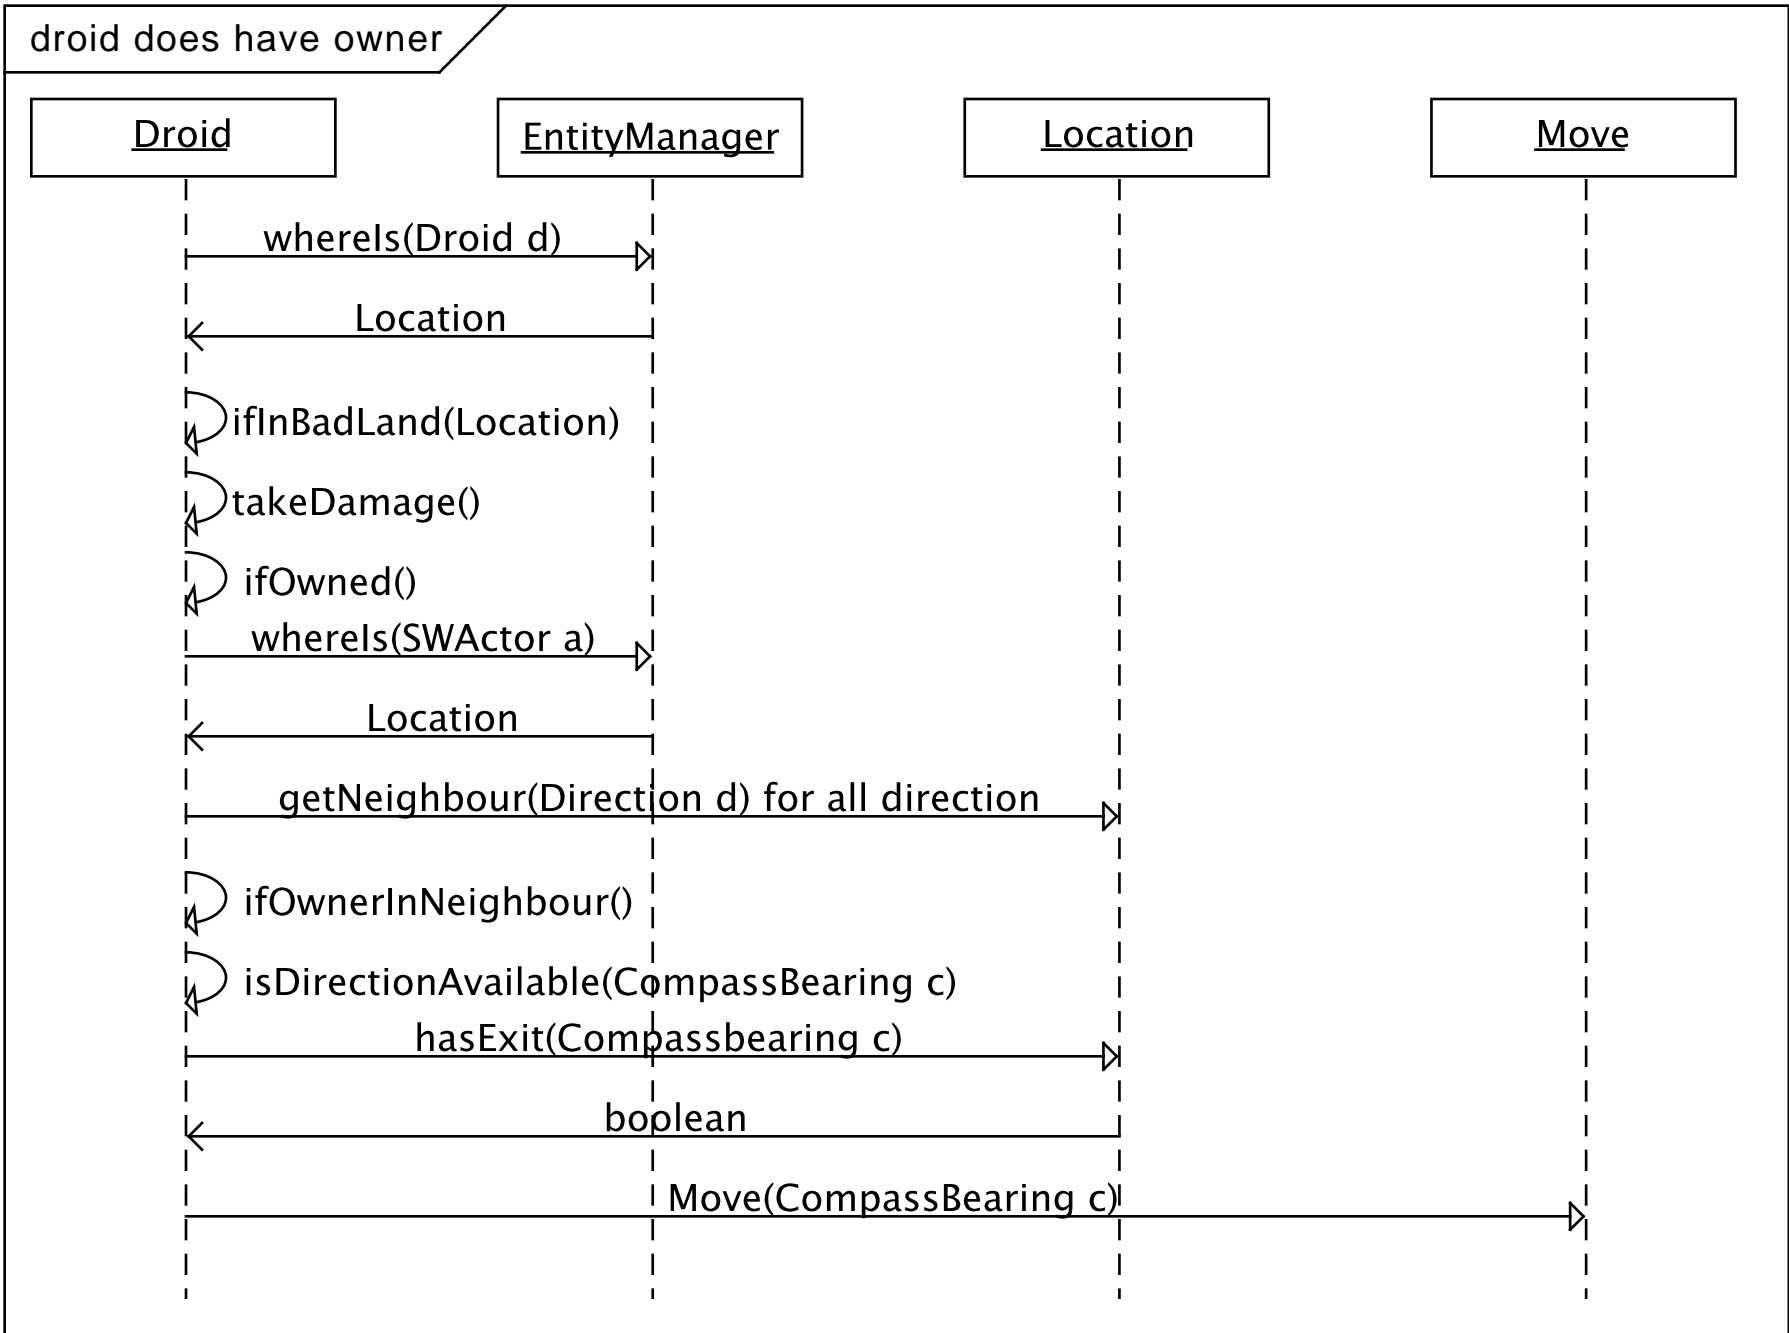 droid does have owner
Droid
EntityManager
Location
Move
whereIs(Droid d)
Location
ifInBadLand(Location)
takeDamage()
ifOwned()
whereIs(SWActor a)
Location
getNeighbour(Direction d) for all direction
ifOwnerInNeighbour()
isDirectionAvailable(CompassBearing c)
hasExit(Compassbearing c)
boolean
Move(CompassBearing c)